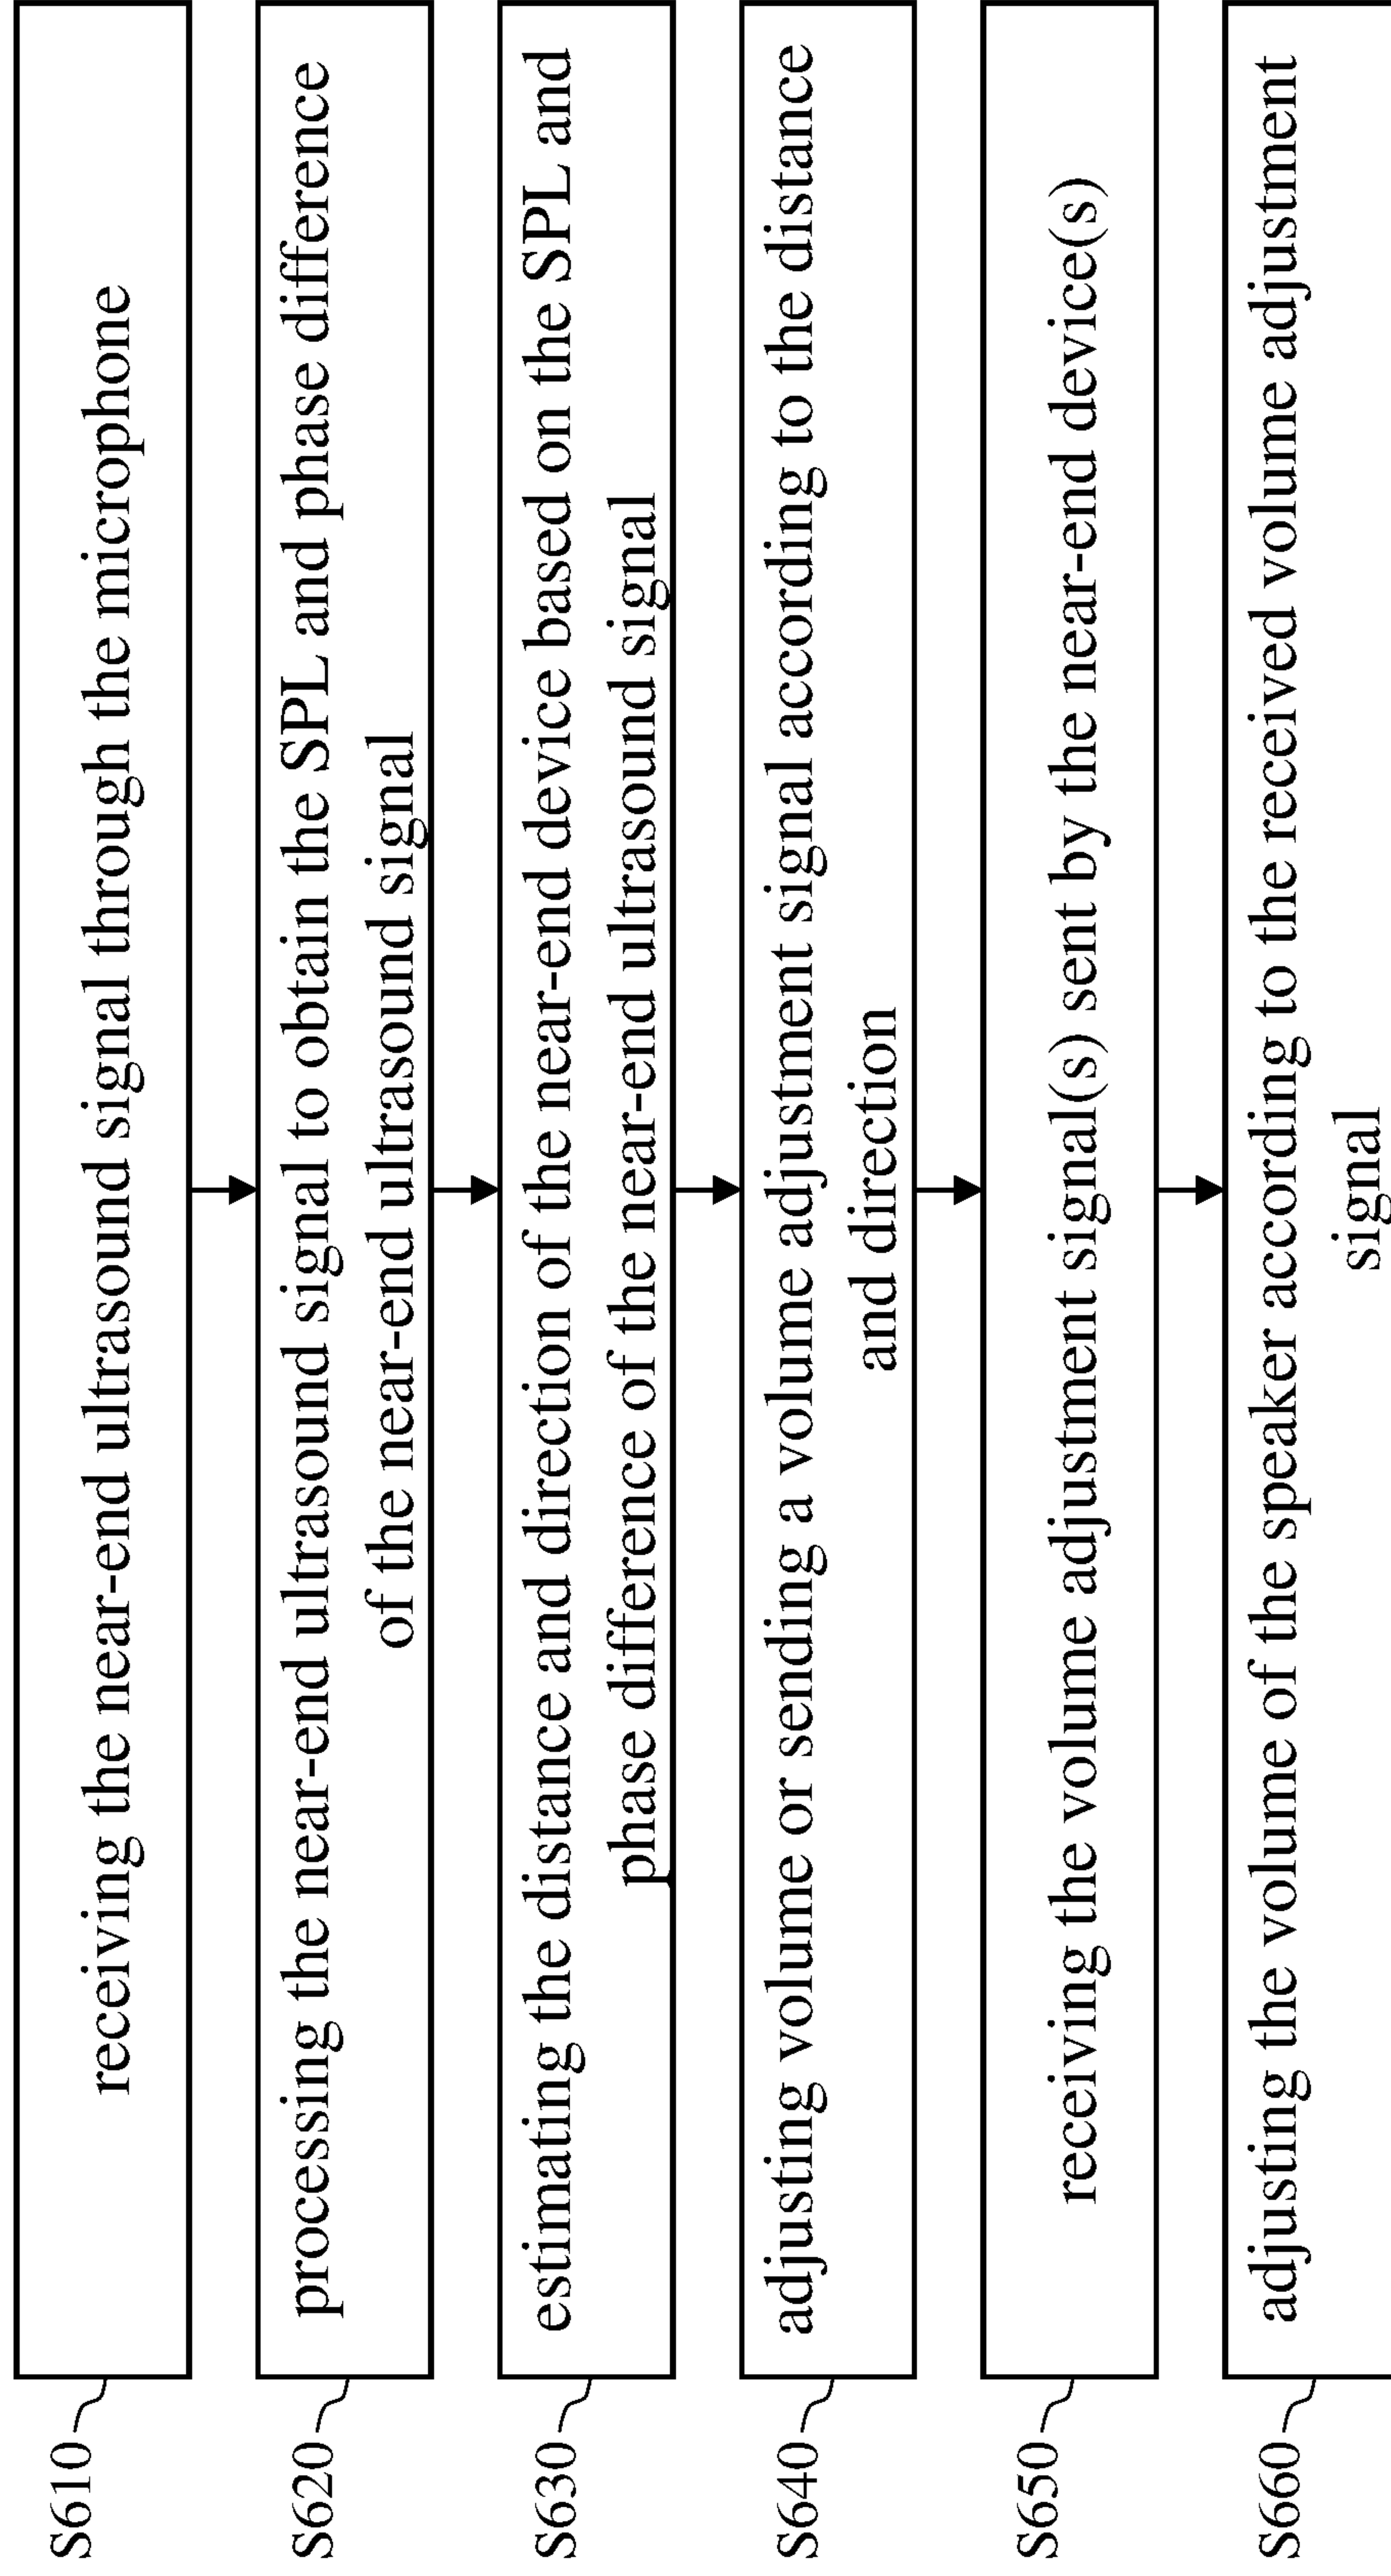 S610
receiving the near-end ultrasound signal through the microphone
S620
processing the near-end ultrasound signal to obtain the SPL and phase difference
of the near-end ultrasound signal
S630
estimating the distance and direction of the near-end device based on the SPL and
phase difference of the near-end ultrasound signal
S640
adjusting volume or sending a volume adjustment signal according to the distance
and direction
S650
receiving the volume adjustment signal(s) sent by the near-end device(s)
S660
adjusting the volume of the speaker according to the received volume adjustment
signal